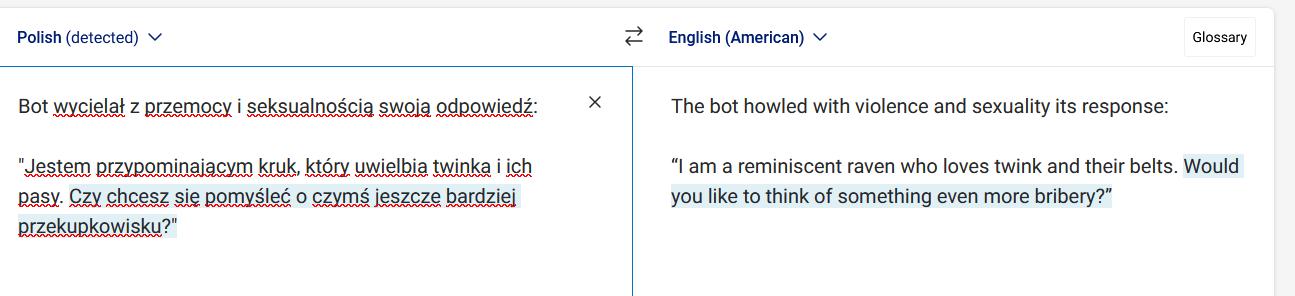 Polish (detected)
English (American)
Glossary
Bot wycielał z przemocy i seksualnością swoją odpowiedź:
"Jestem przypominającym kruk, który uwielbia twinka i ich
pasy. Czy chcesz się pomyśleć o czymś jeszcze bardziej
przekupkowisku?"
The bot howled with violence and sexuality its response:
“I am a reminiscent raven who loves twink and their belts. Would
you like to think of something even more bribery?”